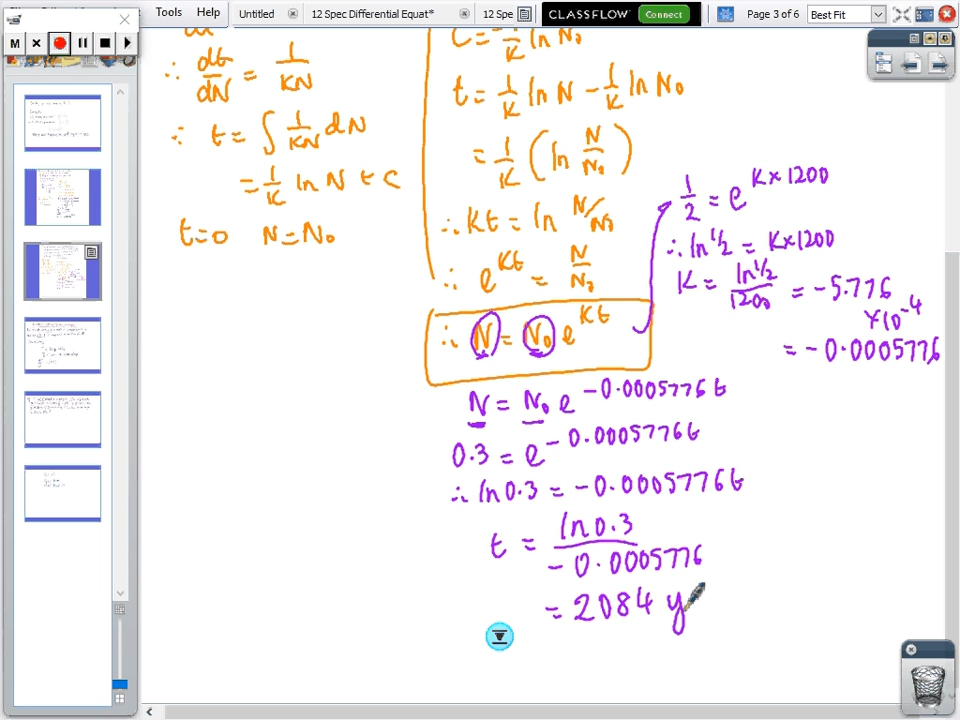 Tools Help Untitled 12 Spec Differential Equat* 12 Spe CLASSFLOW Connect Page 3 of 6 Best Fit
M
∴ dt/dN = 1/KN
∴ t = ∫ 1/KN dN
= 1/K ln N + C
t=0 N=N₀
C = -1/K ln N₀
t = 1/K ln N - 1/K ln N₀
= 1/K (ln N/N₀)
∴ Kt = ln N/N₀
∴ e^Kt = N/N₀
∴ N = N₀ e^Kt
1/2 = e^K×1200
∴ ln 1/2 = K×1200
K = ln 1/2 / 1200 = -5.776
×10^-4
= -0.0005776
N = N₀ e^-0.0005776t
0.3 = e^-0.0005776t
∴ ln 0.3 = -0.0005776t
t = ln 0.3 / -0.0005776
= 2084 y